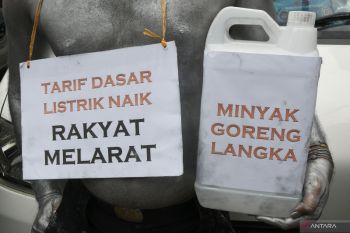 TARIF DASAR
LISTRIK NAIK
RAKYAT
MELARAT
MINYAK
GORENG
LANGKA
ANTARA